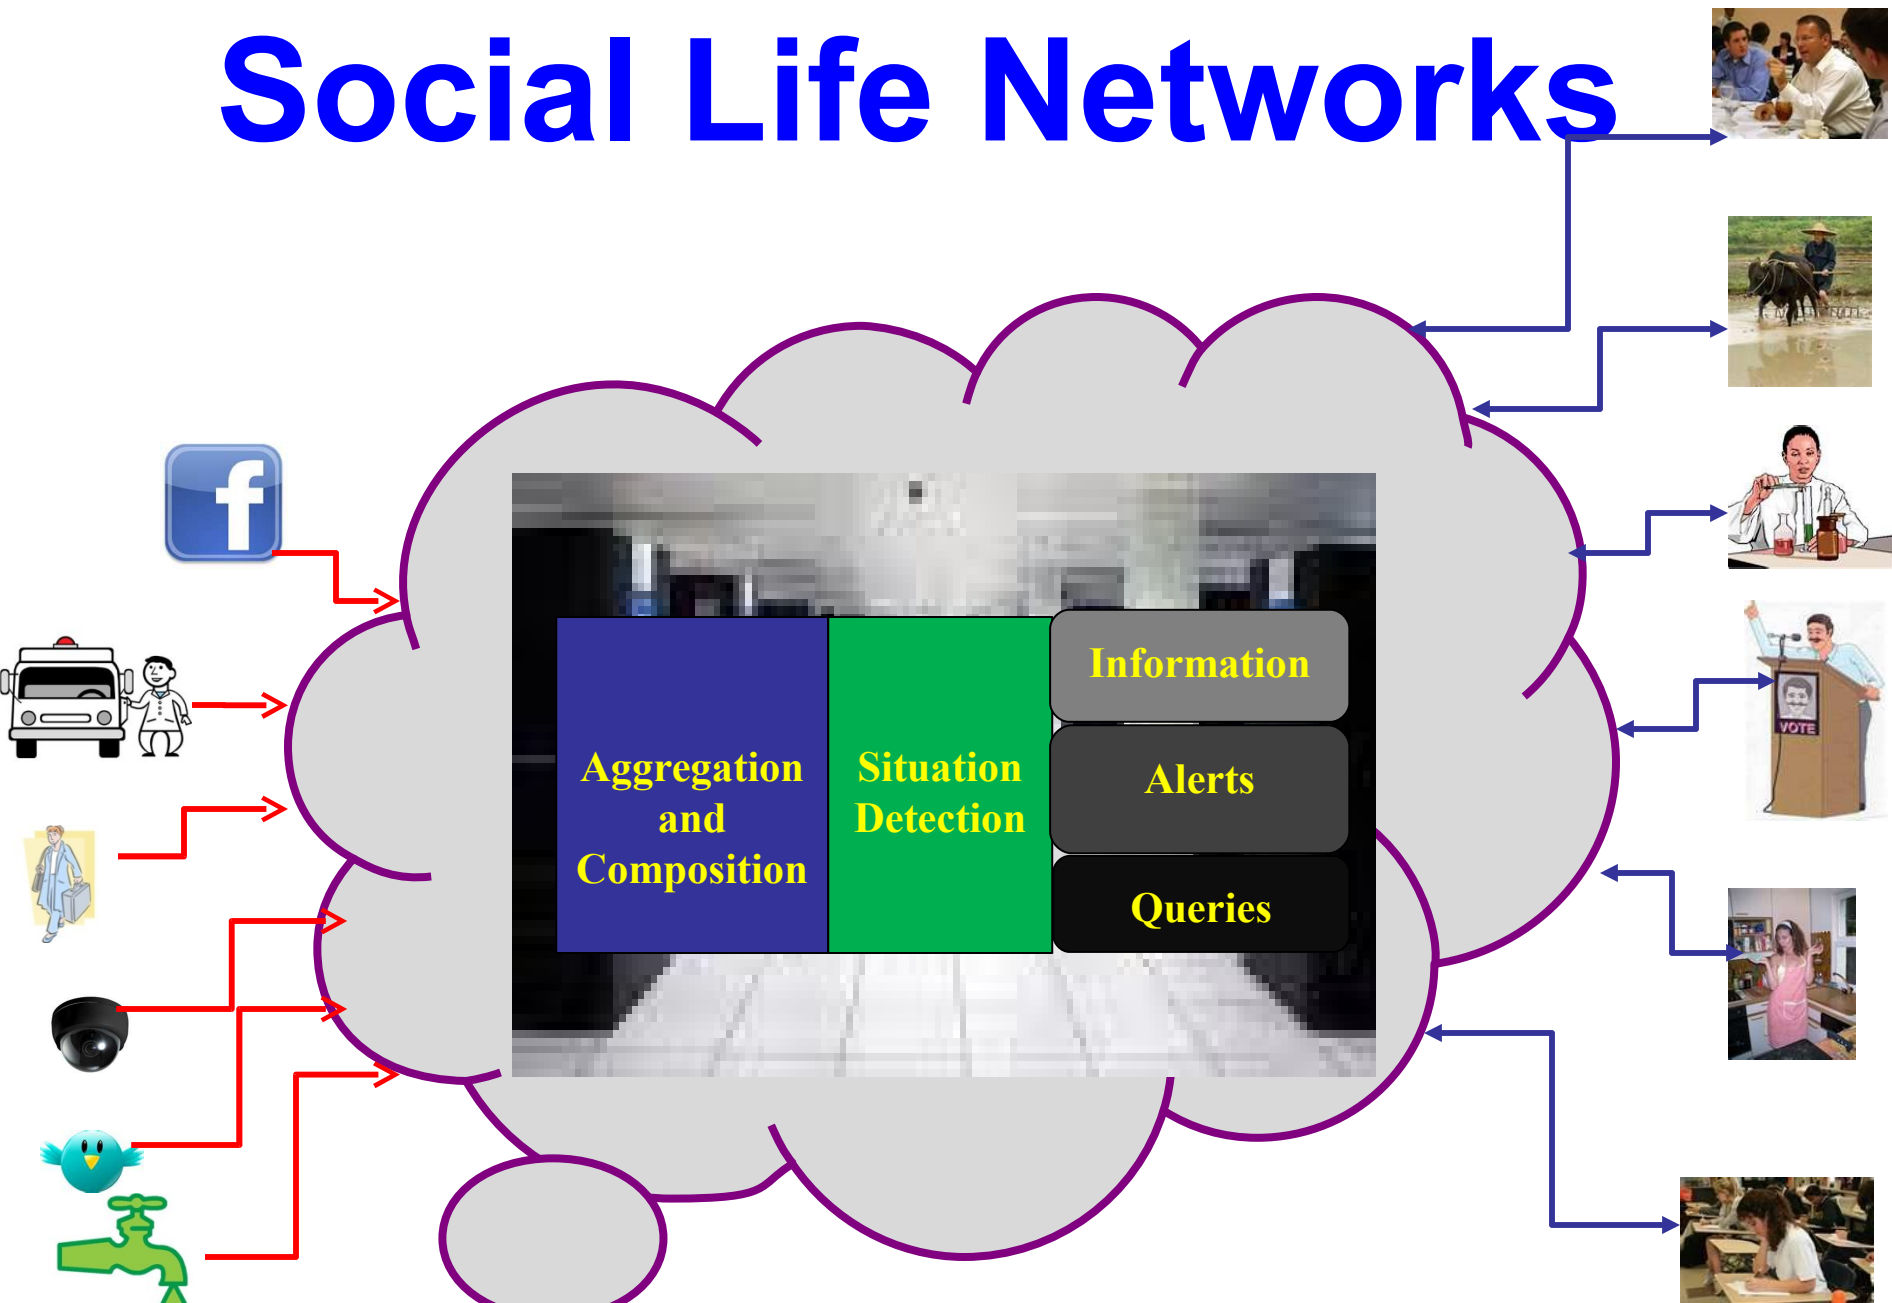 Social Life Networks
f
Information
Aggregation
and
Composition
Situation
Detection
Alerts
Queries
VOTE